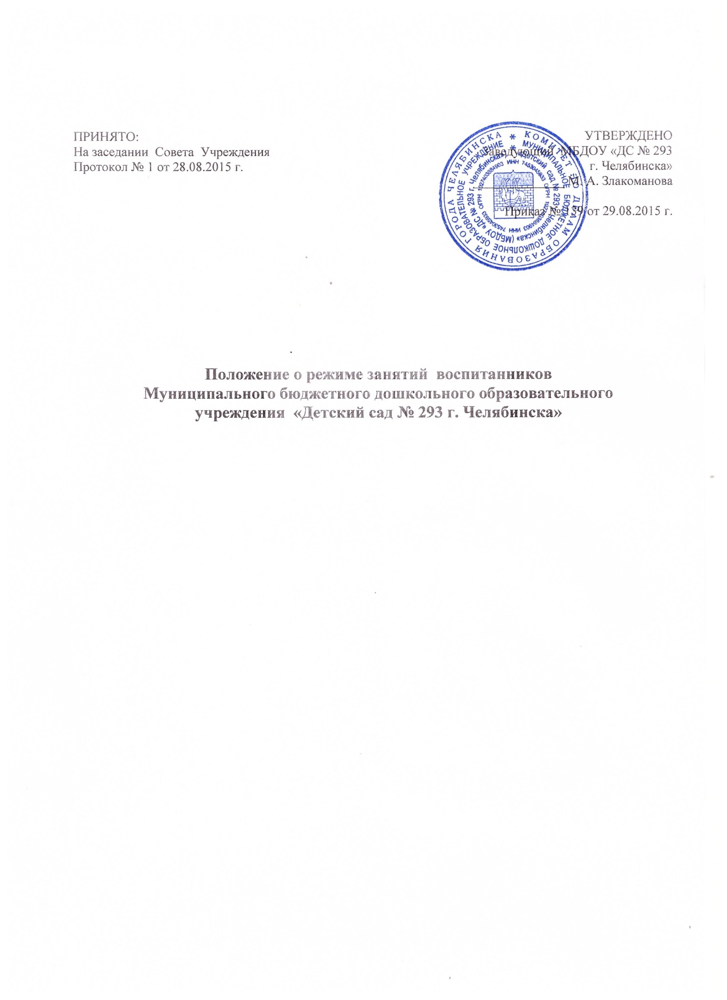 ПРИНЯТО:
На заседании Совета Учреждения
Протокол № 1 от 28.08.2015 г.
УТВЕРЖДЕНО
Заведующий МБДОУ «ДС № 293
г. Челябинска»
М. А. Злакоманова
Приказ № 139 от 29.08.2015 г.
КОМИТЕТ ПО ДЕЛАМ ОБРАЗОВАНИЯ ГОРОДА ЧЕЛЯБИНСКА
МУНИЦИПАЛЬНОЕ БЮДЖЕТНОЕ ДОШКОЛЬНОЕ ОБРАЗОВАТЕЛЬНОЕ УЧРЕЖДЕНИЕ
«Детский сад № 293 г. Челябинска» (МБДОУ «ДС № 293 г. Челябинска»)
ИНН 7453045933 ОГРН 1027403884903 ИНН 7453045933 ОГРН 1027403884903
Положение о режиме занятий воспитанников
Муниципального бюджетного дошкольного образовательного
учреждения «Детский сад № 293 г. Челябинска»